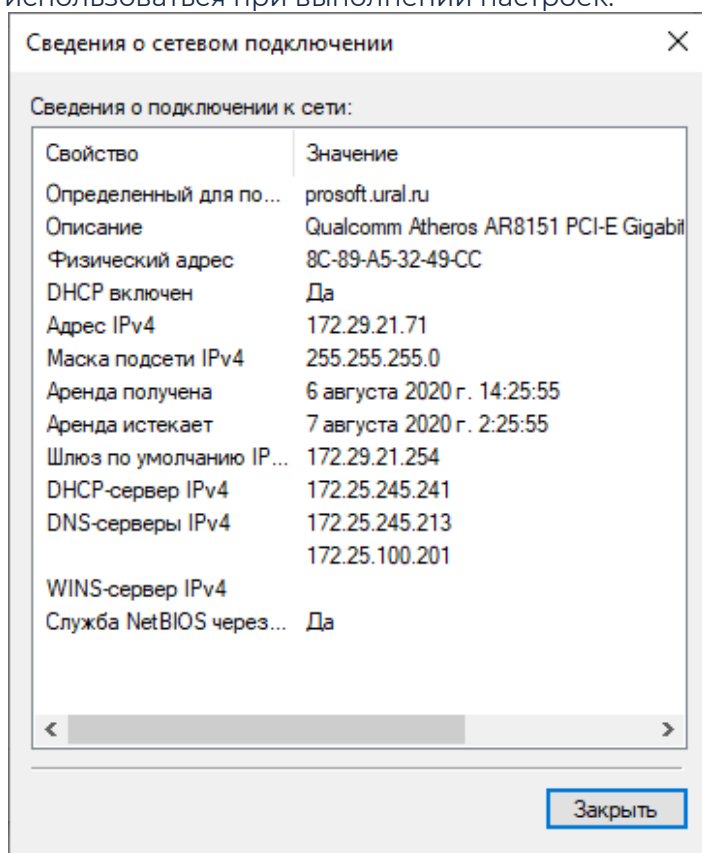 использоваться при выполнении настроек.
Сведения о сетевом подключении
Сведения о подключении к сети:
Свойство Значение
Определенный для по... prosoft.ural.ru
Описание Qualcomm Atheros AR8151 PCI-E Gigabit
Физический адрес 8C-89-A5-32-49-CC
DHCP включен Да
Адрес IPv4 172.29.21.71
Маска подсети IPv4 255.255.255.0
Аренда получена 6 августа 2020 г. 14:25:55
Аренда истекает 7 августа 2020 г. 2:25:55
Шлюз по умолчанию IP... 172.29.21.254
DHCP-сервер IPv4 172.25.245.241
DNS-серверы IPv4 172.25.245.213
172.25.100.201
WINS-сервер IPv4
Служба NetBIOS через... Да
Закрыть